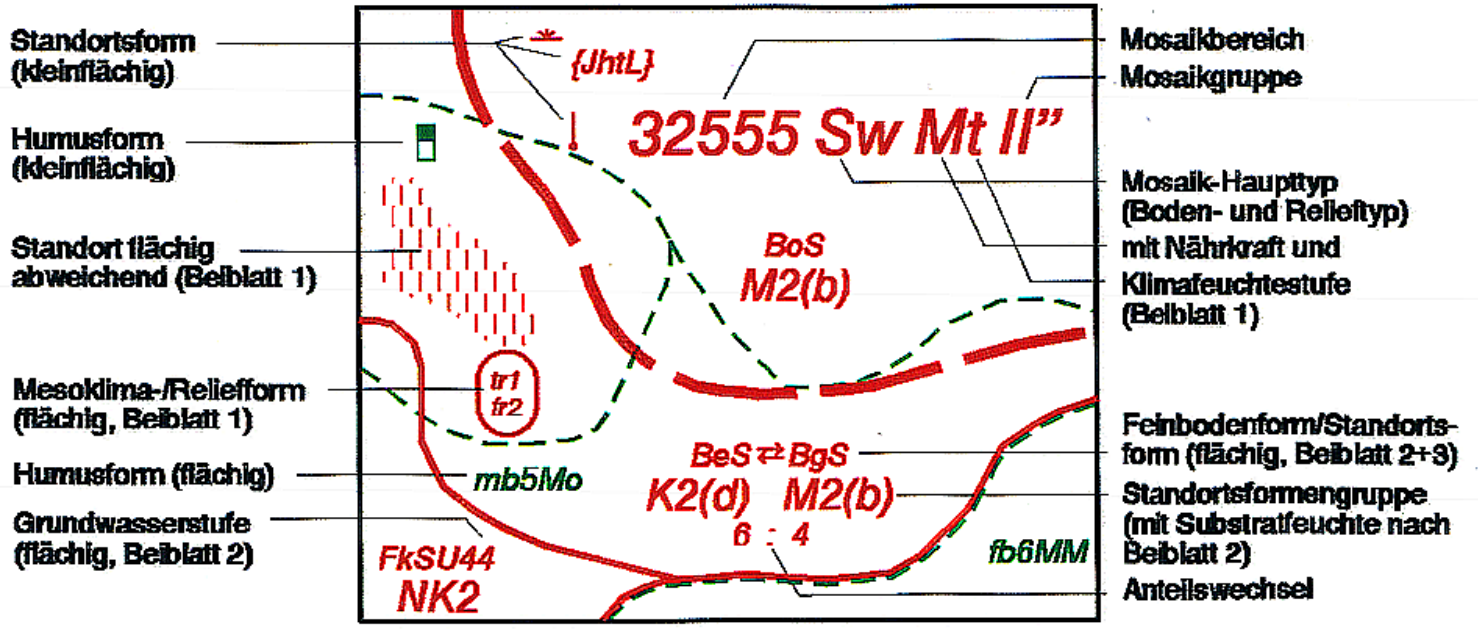 Standortsform
(kleinflächig)
Humusform
(kleinflächig)
Standort flächig
abweichend (Beiblatt 1)
Mesoklima-/Reliefform
(flächig, Beiblatt 1)
Humusform (flächig)
Grundwasserstufe
(flächig, Beiblatt 2)
{JhtL}
32555 Sw Mt II”
BoS
M2(b)
tr1
fr2
BeS ⇄ BgS
K2(d) M2(b)
6 : 4
mb5Mo
FkSU44
NK2
fb6MM
Mosaikbereich
Mosaikgruppe
Mosaik-Haupttyp
(Boden- und Relieftyp)
mit Nährkraft und
Klimafeuchtestufe
(Beiblatt 1)
Feinbodenform/Standorts-
form (flächig, Beiblatt 2+3)
Standortsformengruppe
(mit Substratfeuchte nach
Beiblatt 2)
Anteilswechsel